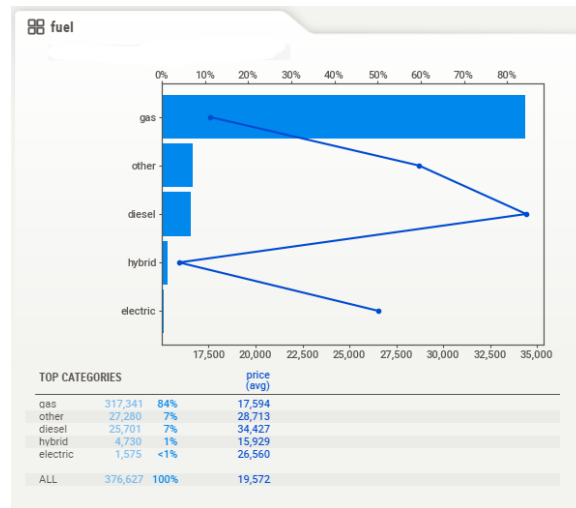 fuel
0% 10% 20% 30% 40% 50% 60% 70% 80%
gas
other
diesel
hybrid
electric
17,500 20,000 22,500 25,000 27,500 30,000 32,500 35,000
TOP CATEGORIES price
(avg)
gas 317,341 84% 17,594
other 27,280 7% 28,713
diesel 25,701 7% 34,427
hybrid 4,730 1% 15,929
electric 1,575 <1% 26,560
ALL 376,627 100% 19,572